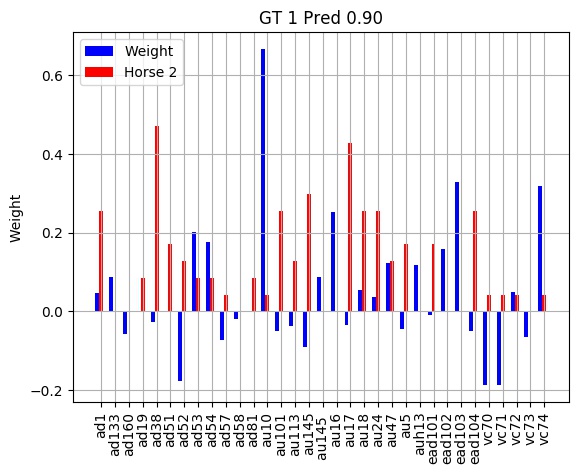 GT 1 Pred 0.90
Weight
Horse 2
Weight
0.6
0.4
0.2
0.0
−0.2
ad1
ad133
ad160
ad19
ad38
ad51
ad52
ad53
ad54
ad57
ad58
ad81
au10
au101
au113
au145
au145
au16
au17
au18
au24
au47
au5
auh13
ead101
ead102
ead103
ead104
vc70
vc71
vc72
vc73
vc74